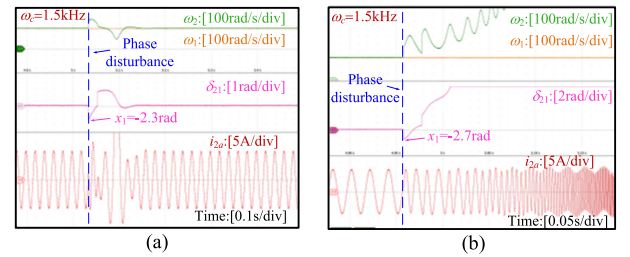 ω_c=1.5kHz
ω₂:[100rad/s/div]
ω₁:[100rad/s/div]
Phase
disturbance
δ₂₁:[1rad/div]
x₁=-2.3rad
i₂ₐ:[5A/div]
Time:[0.1s/div]
(a)
ω_c=1.5kHz
ω₂:[100rad/s/div]
ω₁:[100rad/s/div]
Phase
disturbance
δ₂₁:[2rad/div]
x₁=-2.7rad
i₂ₐ:[5A/div]
Time:[0.05s/div]
(b)